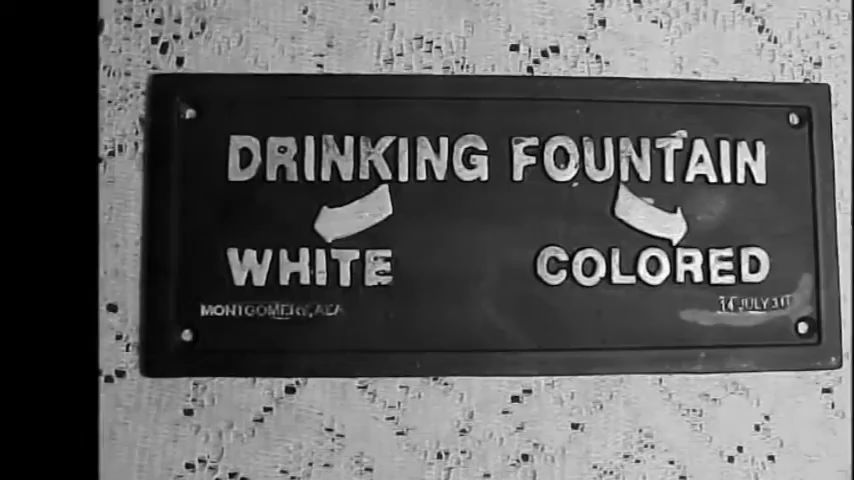 DRINKING FOUNTAIN
WHITE COLORED
MONTGOMERY, ALA
14 JULY 31